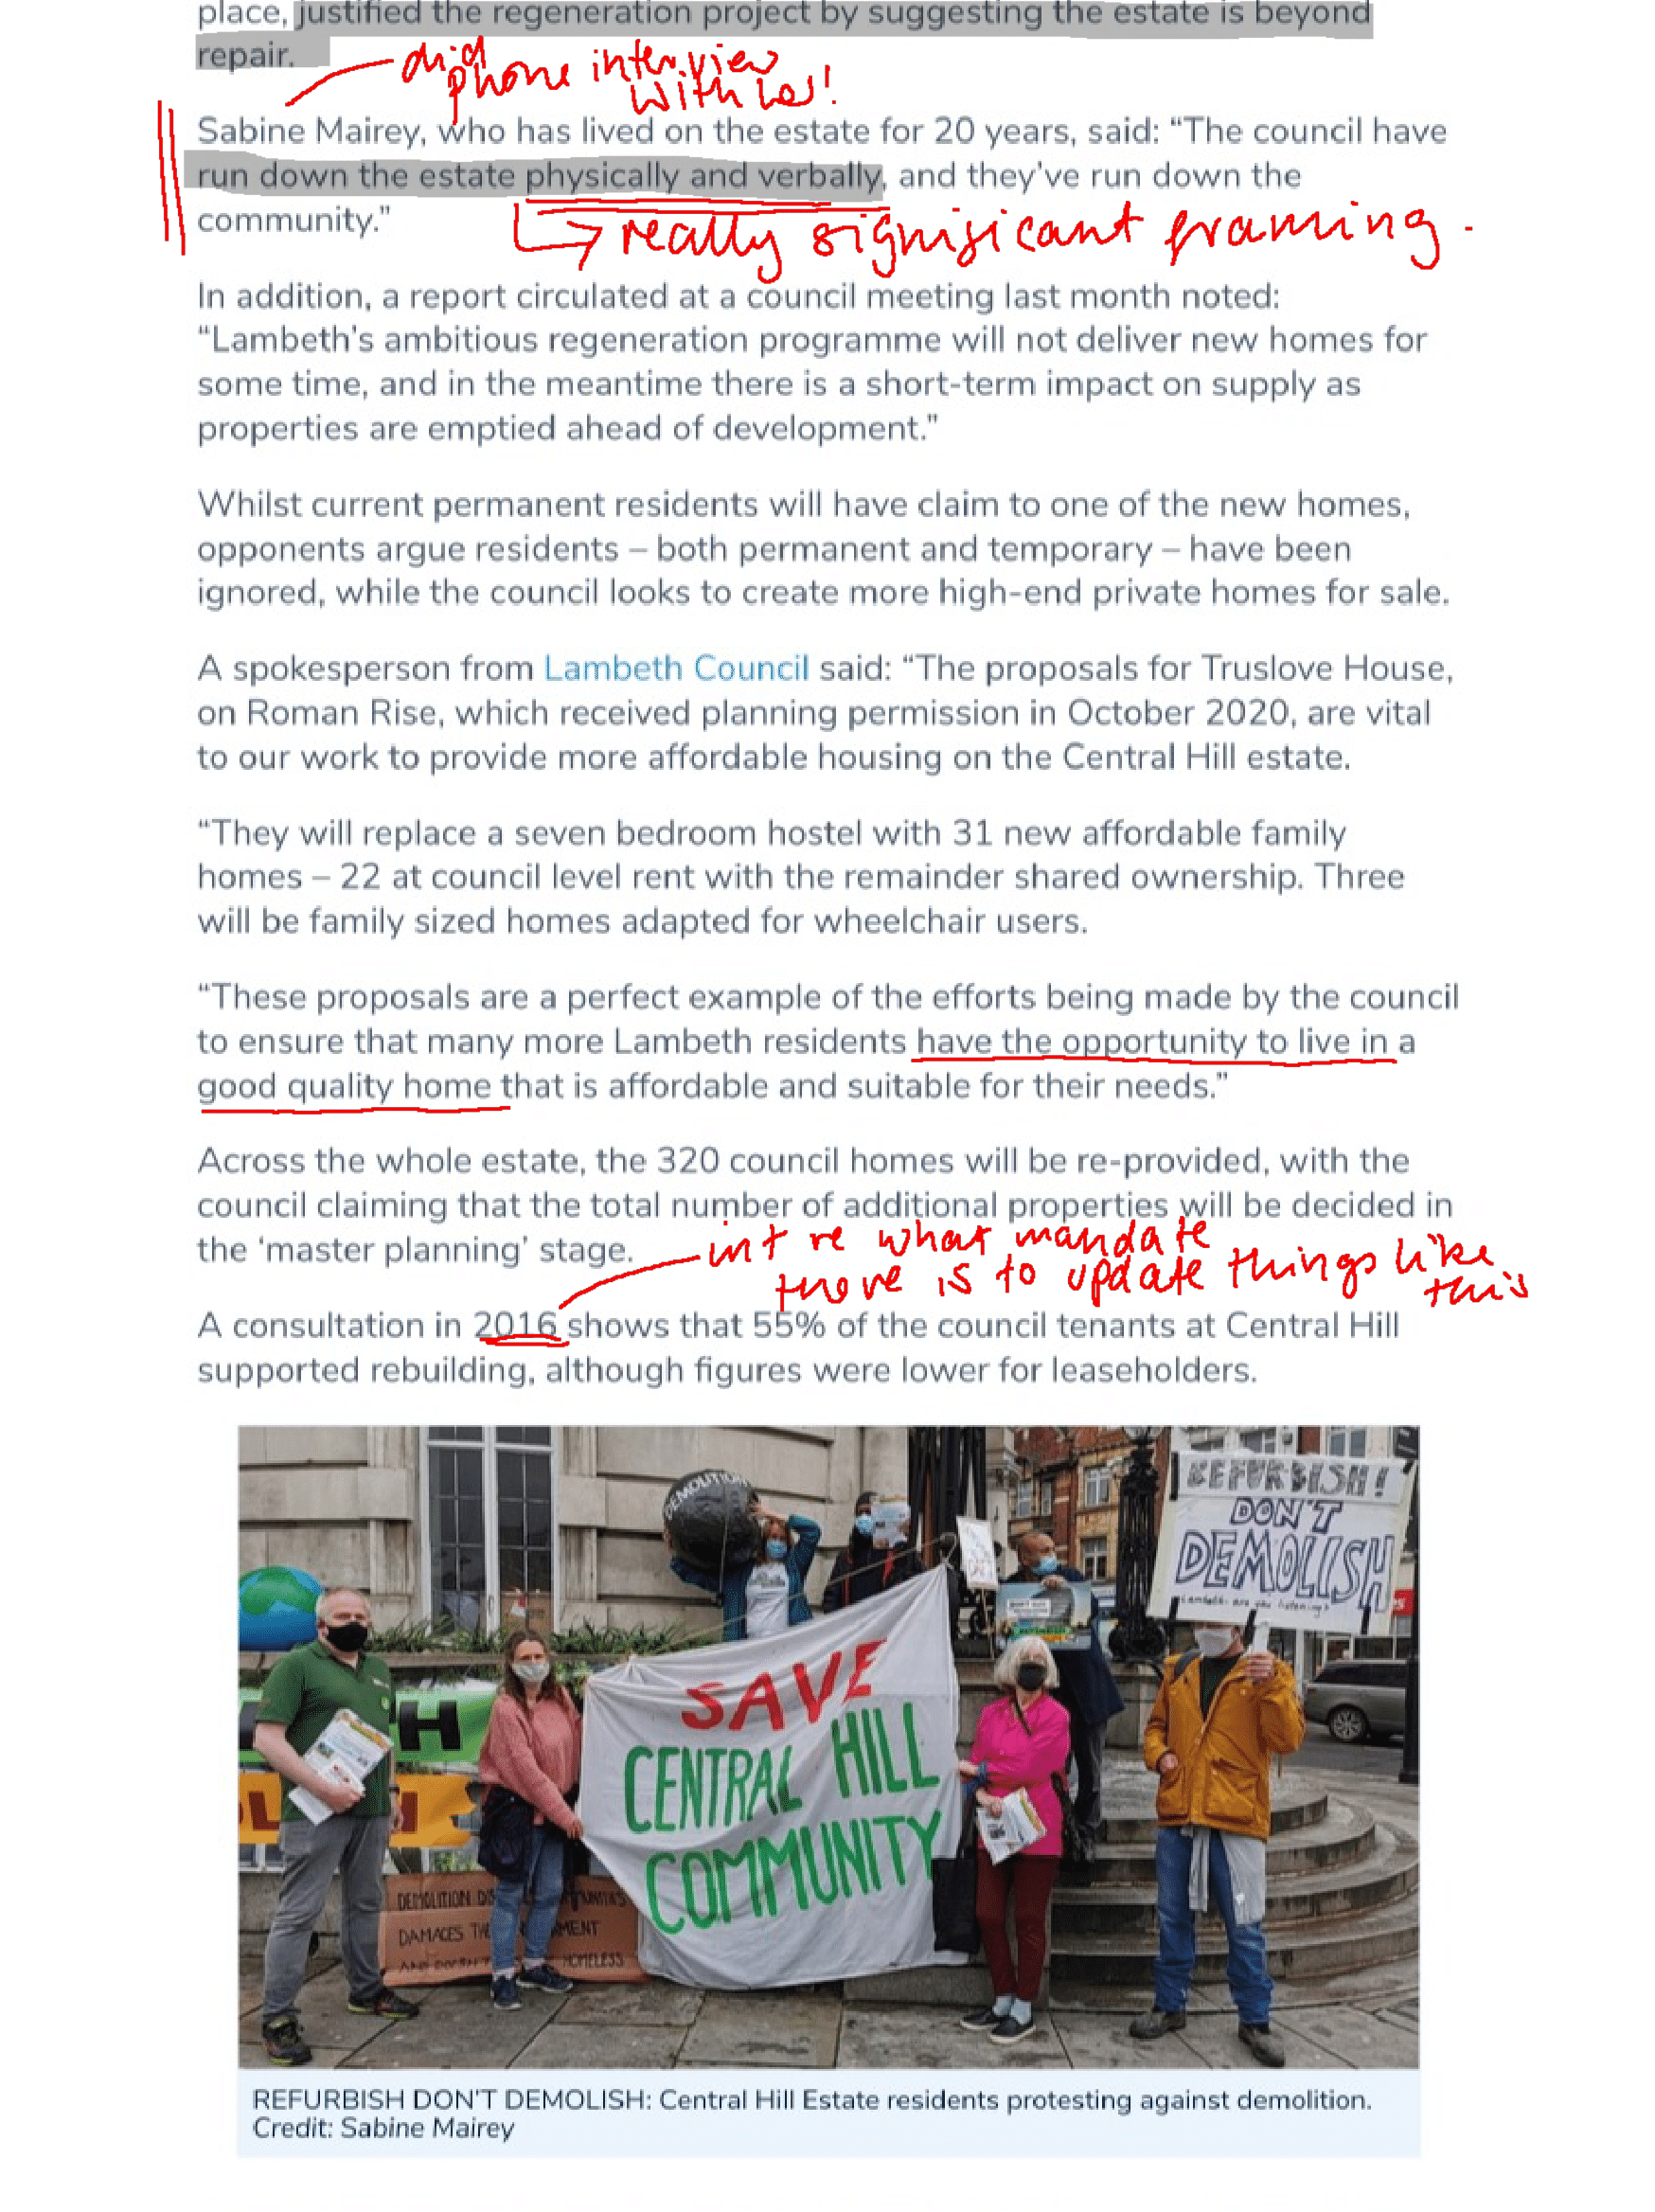 place, justified the regeneration project by suggesting the estate is beyond
repair.
did phone interview
with her!
Sabine Mairey, who has lived on the estate for 20 years, said: “The council have
run down the estate physically and verbally, and they’ve run down the
community.”
really significant framing.
In addition, a report circulated at a council meeting last month noted:
“Lambeth’s ambitious regeneration programme will not deliver new homes for
some time, and in the meantime there is a short-term impact on supply as
properties are emptied ahead of development.”
Whilst current permanent residents will have claim to one of the new homes,
opponents argue residents – both permanent and temporary – have been
ignored, while the council looks to create more high-end private homes for sale.
A spokesperson from Lambeth Council said: “The proposals for Truslove House,
on Roman Rise, which received planning permission in October 2020, are vital
to our work to provide more affordable housing on the Central Hill estate.
“They will replace a seven bedroom hostel with 31 new affordable family
homes – 22 at council level rent with the remainder shared ownership. Three
will be family sized homes adapted for wheelchair users.
“These proposals are a perfect example of the efforts being made by the council
to ensure that many more Lambeth residents have the opportunity to live in a
good quality home that is affordable and suitable for their needs.”
Across the whole estate, the 320 council homes will be re-provided, with the
council claiming that the total number of additional properties will be decided in
the ‘master planning’ stage.
int re what mandate
there is to update things like
this
A consultation in 2016 shows that 55% of the council tenants at Central Hill
supported rebuilding, although figures were lower for leaseholders.
DEMOLITION
REFURBISH!
DON'T
DEMOLISH
Lambeth are you listening?
SAVE
CENTRAL HILL
COMMUNITY
DEMOLITION
DAMAGES
HOMELESS
REFURBISH DON'T DEMOLISH: Central Hill Estate residents protesting against demolition.
Credit: Sabine Mairey